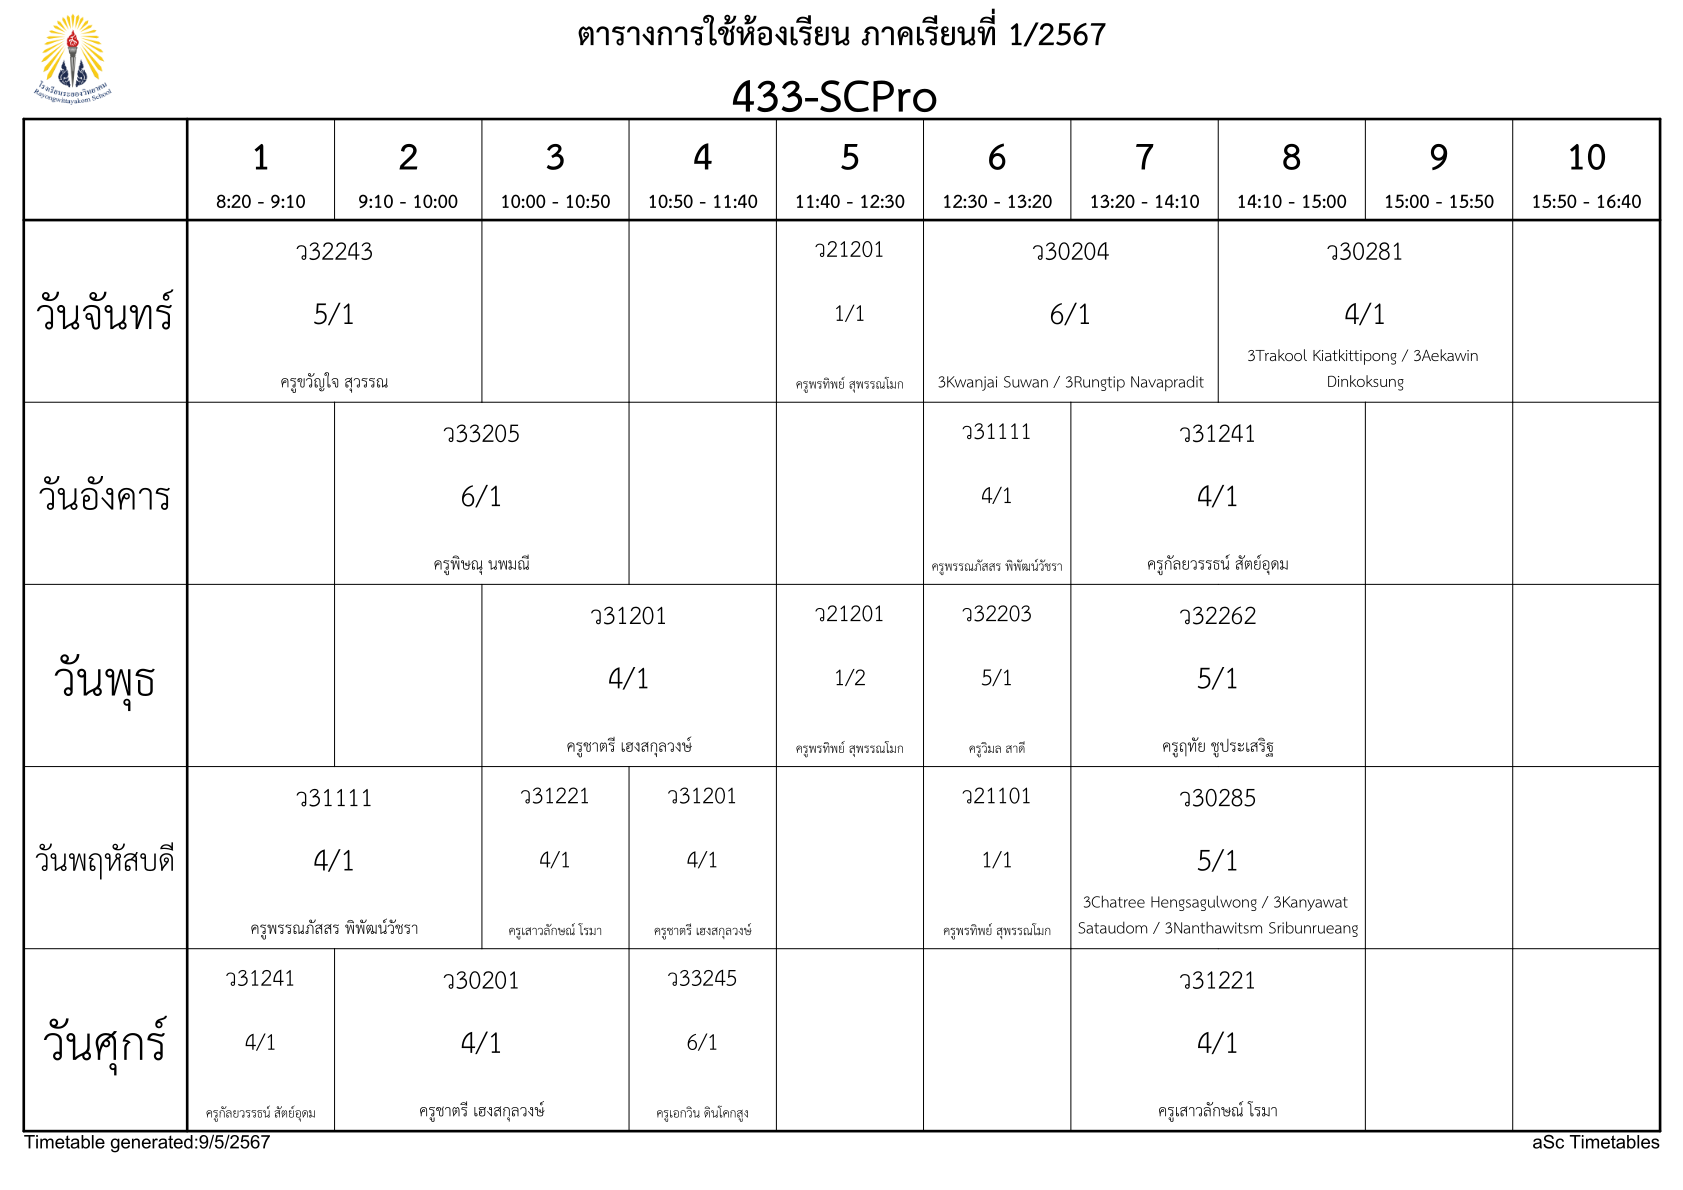 ตารางการใช้ห้องเรียน ภาคเรียนที่ 1/2567
433-SCPro
โรงเรียนระยองวิทยาคม
Rayongwittayakom School
1 2 3 4 5 6 7 8 9 10
8:20 - 9:10 9:10 - 10:00 10:00 - 10:50 10:50 - 11:40 11:40 - 12:30 12:30 - 13:20 13:20 - 14:10 14:10 - 15:00 15:00 - 15:50 15:50 - 16:40
วันจันทร์
ว32243
5/1
ครูขวัญใจ สุวรรณ
ว21201
1/1
ครูพรทิพย์ สุพรรณโมก
ว30204
6/1
3Kwanjai Suwan / 3Rungtip Navapradit
ว30281
4/1
3Trakool Kiatkittipong / 3Aekawin
Dinkoksung
วันอังคาร
ว33205
6/1
ครูพิษณุ นพมณี
ว31111
4/1
ครูพรรณภัสสร พิพัฒน์วัชรา
ว31241
4/1
ครูกัลยวรรธน์ สัตย์อุดม
วันพุธ
ว31201
4/1
ครูชาตรี เฮงสกุลวงษ์
ว21201
1/2
ครูพรทิพย์ สุพรรณโมก
ว32203
5/1
ครูวิมล สาดี
ว32262
5/1
ครูฤทัย ชูประเสริฐ
วันพฤหัสบดี
ว31111
4/1
ครูพรรณภัสสร พิพัฒน์วัชรา
ว31221
4/1
ครูเสาวลักษณ์ โรมา
ว31201
4/1
ครูชาตรี เฮงสกุลวงษ์
ว21101
1/1
ครูพรทิพย์ สุพรรณโมก
ว30285
5/1
3Chatree Hengsagulwong / 3Kanyawat
Sataudom / 3Nanthawitsm Sribunrueang
วันศุกร์
ว31241
4/1
ครูกัลยวรรธน์ สัตย์อุดม
ว30201
4/1
ครูชาตรี เฮงสกุลวงษ์
ว33245
6/1
ครูเอกวิน ดินโคกสูง
ว31221
4/1
ครูเสาวลักษณ์ โรมา
Timetable generated:9/5/2567
aSc Timetables